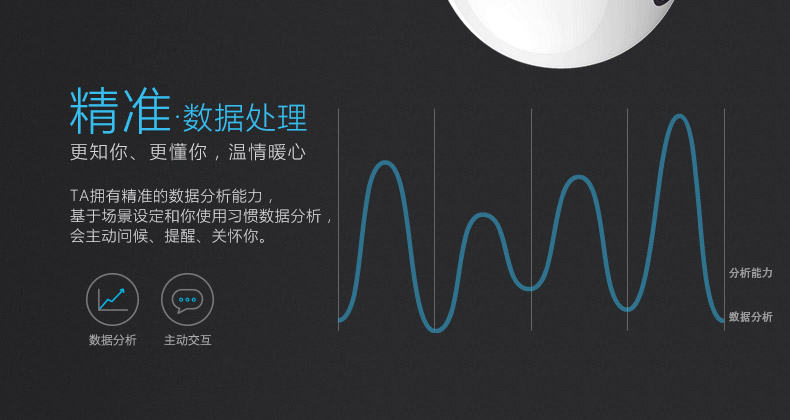 精准·数据处理
更知你、更懂你，温情暖心
TA拥有精准的数据分析能力，
基于场景设定和你使用习惯数据分析，
会主动问候、提醒、关怀你。
数据分析
主动交互
分析能力
数据分析